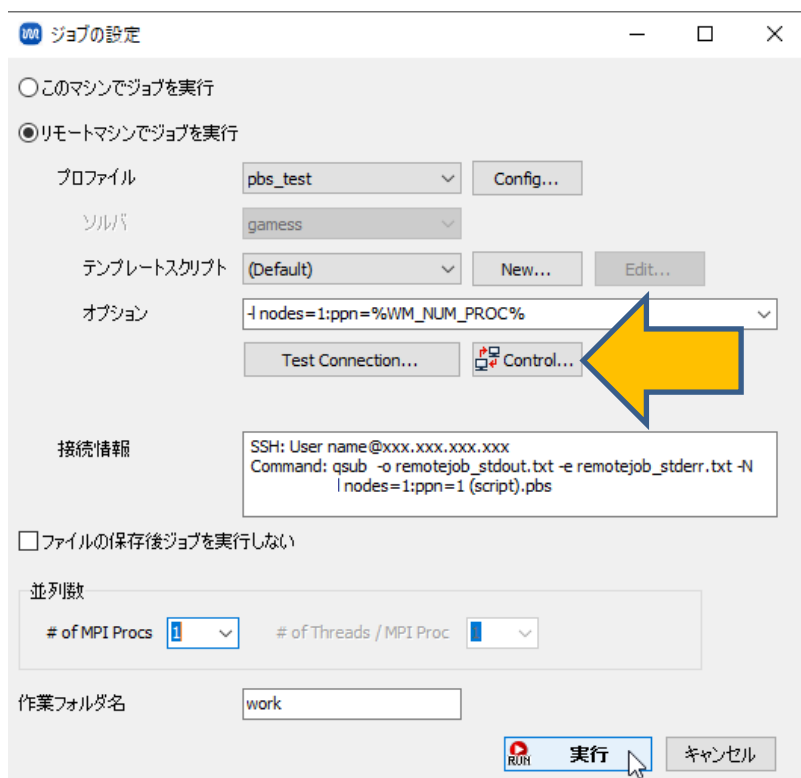 ジョブの設定
このマシンでジョブを実行
リモートマシンでジョブを実行
プロファイル pbs_test Config...
ソルバ gamess
テンプレートスクリプト (Default) New... Edit...
オプション -l nodes=1:ppn=%WM_NUM_PROC%
Test Connection... Control...
接続情報 SSH: User name@xxx.xxx.xxx.xxx
Command: qsub -o remotejob_stdout.txt -e remotejob_stderr.txt -N
l nodes=1:ppn=1 (script).pbs
ファイルの保存後ジョブを実行しない
並列数
# of MPI Procs 1 # of Threads / MPI Proc 1
作業フォルダ名 work
RUN 実行 キャンセル